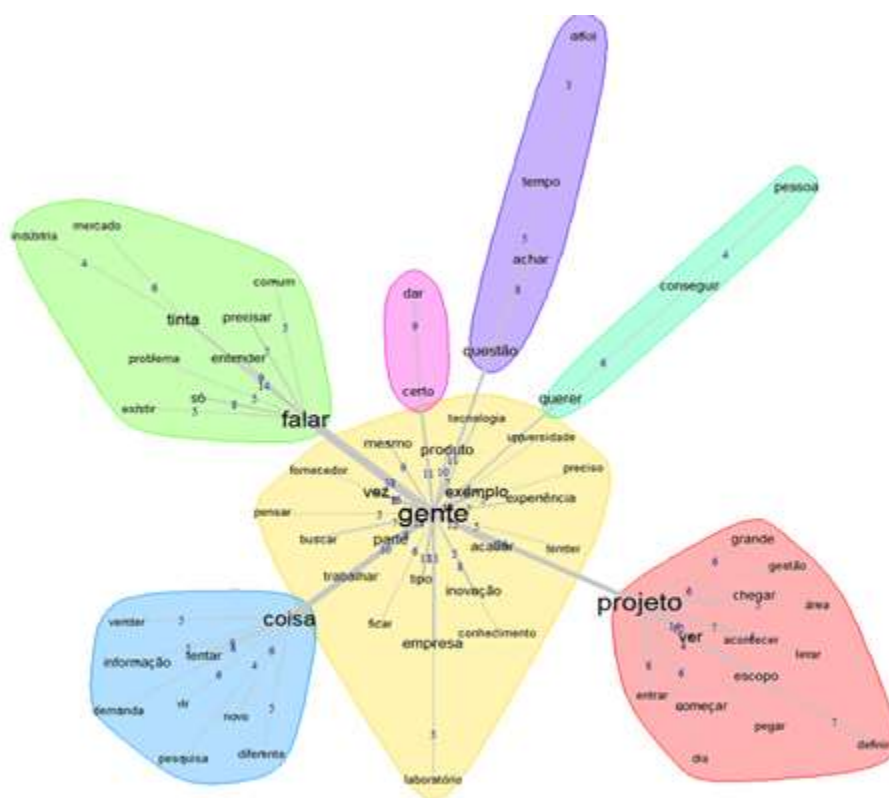 tempo
pessoa
achar
conseguir
indústria
mercado
comum
dar
tinta
precisar
questão
problema
entender
certo
querer
só
existir
falar
tecnologia
mesmo
produto
universidade
fornecedor
preciso
vez
exemplo
experiência
pensar
gente
buscar
parte
acabar
grande
trabalhar
tipo
inovação
gestão
projeto
chegar
área
coisa
ficar
empresa
conhecimento
ver
acontecer
levar
informação
tentar
escopo
demanda
vir
novo
entrar
começar
pegar
definir
pesquisa
diferente
dia
laboratório